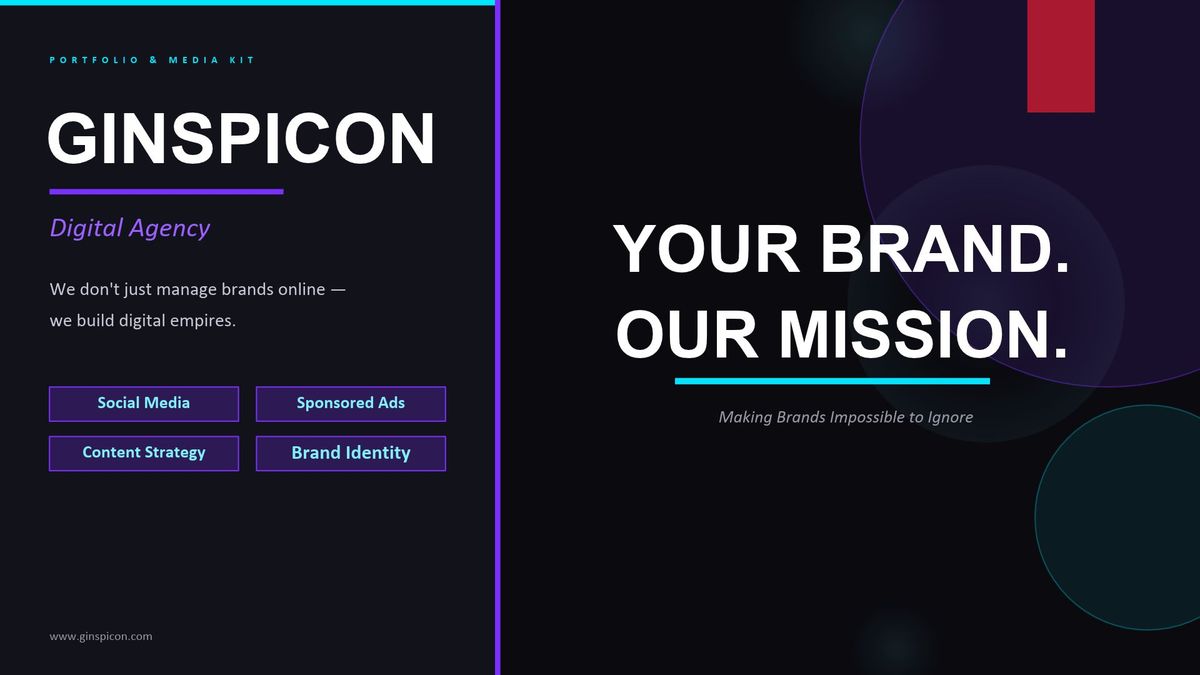 PORTFOLIO & MEDIA KIT
GINSPICON
Digital Agency
We don't just manage brands online —
we build digital empires.
Social Media
Sponsored Ads
Content Strategy
Brand Identity
www.ginspicon.com
YOUR BRAND.
OUR MISSION.
Making Brands Impossible to Ignore